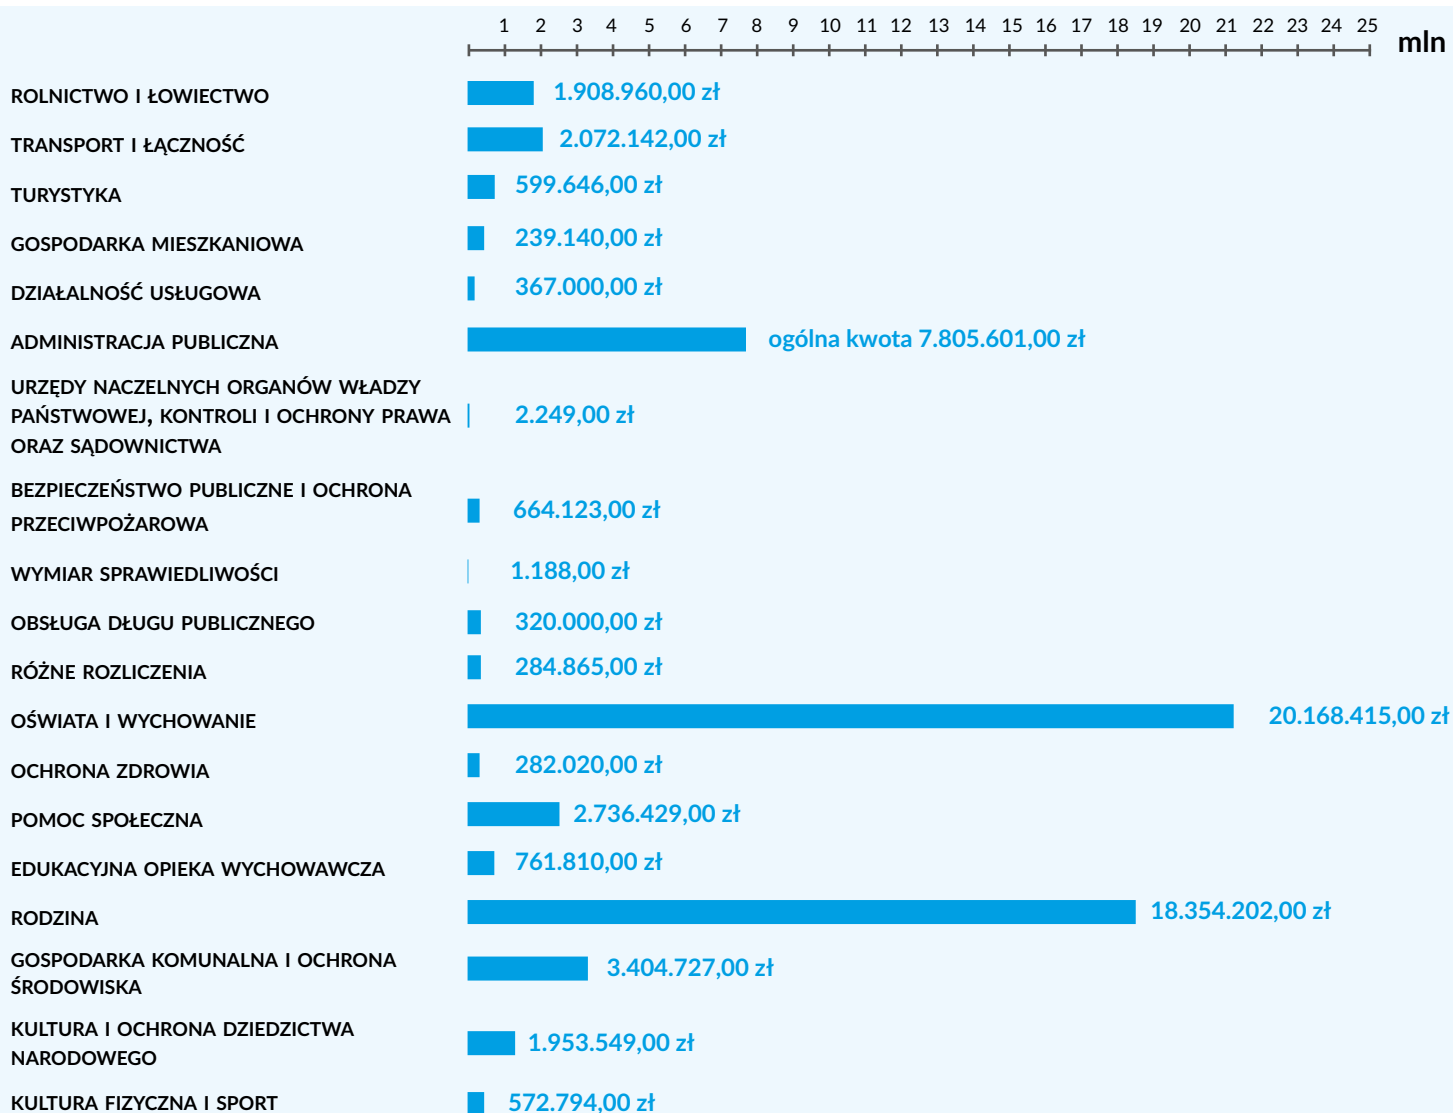 1 2 3 4 5 6 7 8 9 10 11 12 13 14 15 16 17 18 19 20 21 22 23 24 25 mln
ROLNICTWO I ŁOWIECTWO 1.908.960,00 zł
TRANSPORT I ŁĄCZNOŚĆ 2.072.142,00 zł
TURYSTYKA 599.646,00 zł
GOSPODARKA MIESZKANIOWA 239.140,00 zł
DZIAŁALNOŚĆ USŁUGOWA 367.000,00 zł
ADMINISTRACJA PUBLICZNA ogólna kwota 7.805.601,00 zł
URZĘDY NACZELNYCH ORGANÓW WŁADZY
PAŃSTWOWEJ, KONTROLI I OCHRONY PRAWA 2.249,00 zł
ORAZ SĄDOWNICTWA
BEZPIECZEŃSTWO PUBLICZNE I OCHRONA
PRZECIWPOŻAROWA 664.123,00 zł
WYMIAR SPRAWIEDLIWOŚCI 1.188,00 zł
OBSŁUGA DŁUGU PUBLICZNEGO 320.000,00 zł
RÓŻNE ROZLICZENIA 284.865,00 zł
OŚWIATA I WYCHOWANIE 20.168.415,00 zł
OCHRONA ZDROWIA 282.020,00 zł
POMOC SPOŁECZNA 2.736.429,00 zł
EDUKACYJNA OPIEKA WYCHOWAWCZA 761.810,00 zł
RODZINA 18.354.202,00 zł
GOSPODARKA KOMUNALNA I OCHRONA
ŚRODOWISKA 3.404.727,00 zł
KULTURA I OCHRONA DZIEDZICTWA
NARODOWEGO 1.953.549,00 zł
KULTURA FIZYCZNA I SPORT 572.794,00 zł